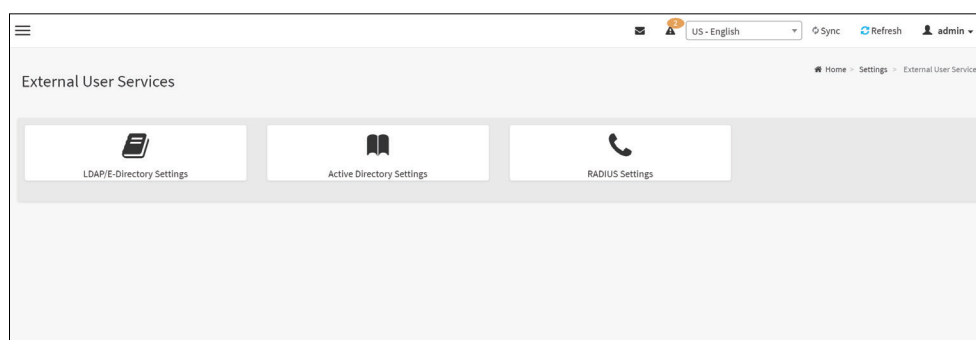 2
US - English
Sync
Refresh
admin
Home > Settings > External User Service
External User Services
LDAP/E-Directory Settings
Active Directory Settings
RADIUS Settings